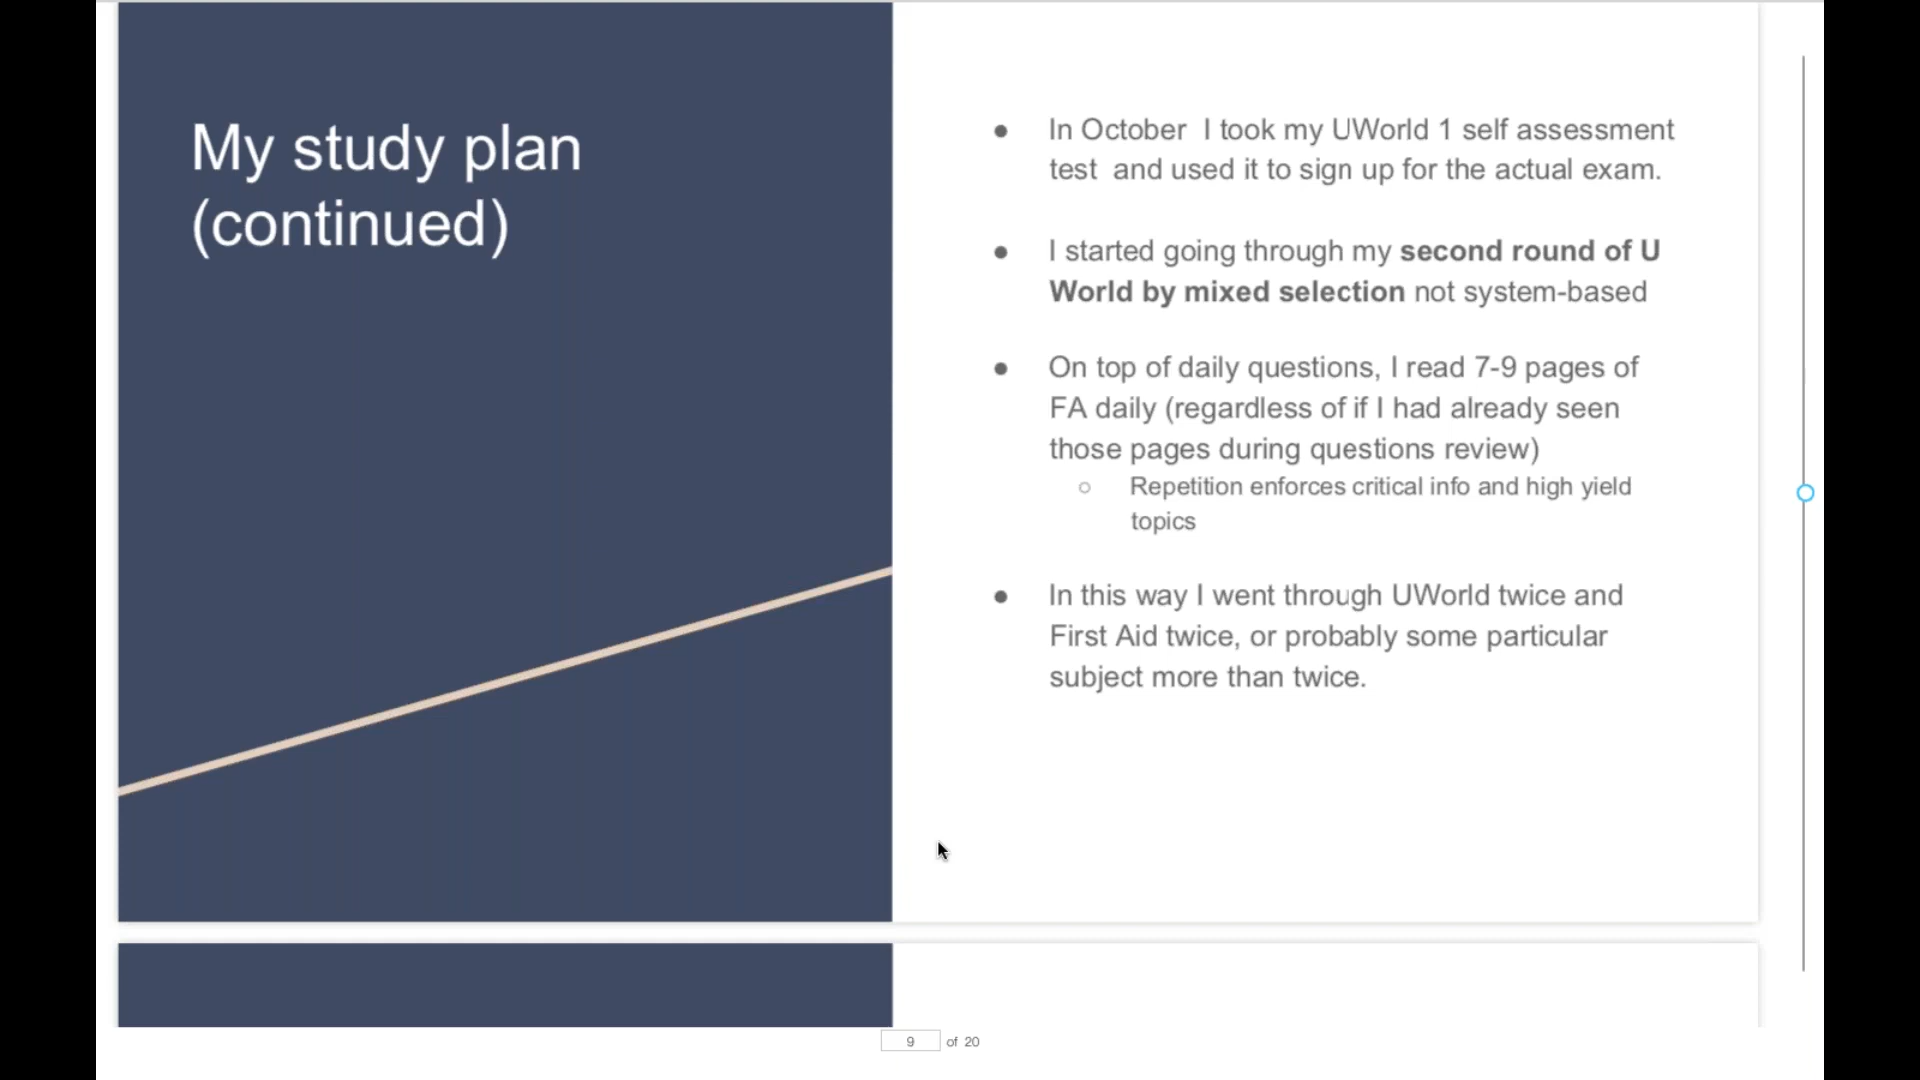 My study plan
(continued)
● In October  I took my UWorld 1 self assessment
test  and used it to sign up for the actual exam.
● I started going through my second round of U
World by mixed selection not system-based
● On top of daily questions, I read 7-9 pages of
FA daily (regardless of if I had already seen
those pages during questions review)
○ Repetition enforces critical info and high yield
topics
● In this way I went through UWorld twice and
First Aid twice, or probably some particular
subject more than twice.
9 of 20